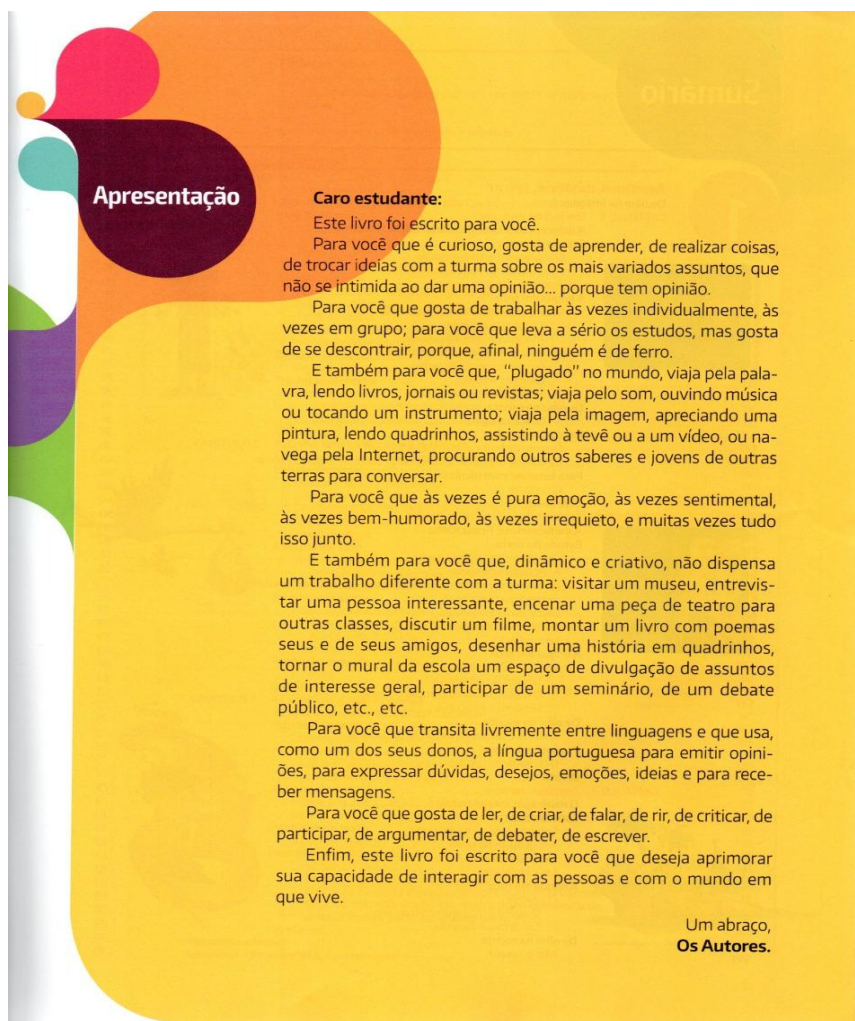 Sumário
Apresentação
Caro estudante:
Este livro foi escrito para você.
Para você que é curioso, gosta de aprender, de realizar coisas,
de trocar ideias com a turma sobre os mais variados assuntos, que
não se intimida ao dar uma opinião... porque tem opinião.
Para você que gosta de trabalhar às vezes individualmente, às
vezes em grupo; para você que leva a sério os estudos, mas gosta
de se descontrair, porque, afinal, ninguém é de ferro.
E também para você que, "plugado" no mundo, viaja pela pala-
vra, lendo livros, jornais ou revistas; viaja pelo som, ouvindo música
ou tocando um instrumento; viaja pela imagem, apreciando uma
pintura, lendo quadrinhos, assistindo à tevê ou a um vídeo, ou na-
vega pela Internet, procurando outros saberes e jovens de outras
terras para conversar.
Para você que às vezes é pura emoção, às vezes sentimental,
às vezes bem-humorado, às vezes irrequieto, e muitas vezes tudo
isso junto.
E também para você que, dinâmico e criativo, não dispensa
um trabalho diferente com a turma: visitar um museu, entrevis-
tar uma pessoa interessante, encenar uma peça de teatro para
outras classes, discutir um filme, montar um livro com poemas
seus e de seus amigos, desenhar uma história em quadrinhos,
tornar o mural da escola um espaço de divulgação de assuntos
de interesse geral, participar de um seminário, de um debate
público, etc., etc.
Para você que transita livremente entre linguagens e que usa,
como um dos seus donos, a língua portuguesa para emitir opini-
ões, para expressar dúvidas, desejos, emoções, ideias e para rece-
ber mensagens.
Para você que gosta de ler, de criar, de falar, de rir, de criticar, de
participar, de argumentar, de debater, de escrever.
Enfim, este livro foi escrito para você que deseja aprimorar
sua capacidade de interagir com as pessoas e com o mundo em
que vive.
Um abraço,
Os Autores.